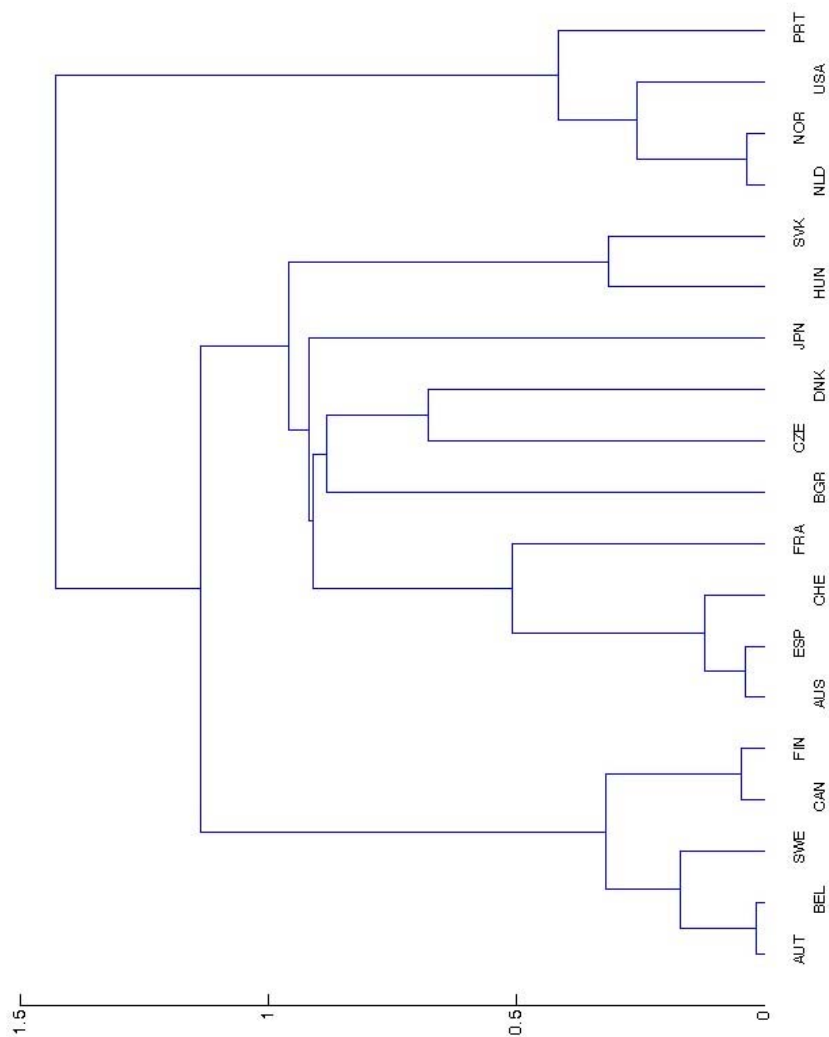 PRT
USA
NOR
NLD
SVK
HUN
JPN
DNK
CZE
BGR
FRA
CHE
ESP
AUS
FIN
CAN
SWE
BEL
AUT
1.5
1
0.5
0